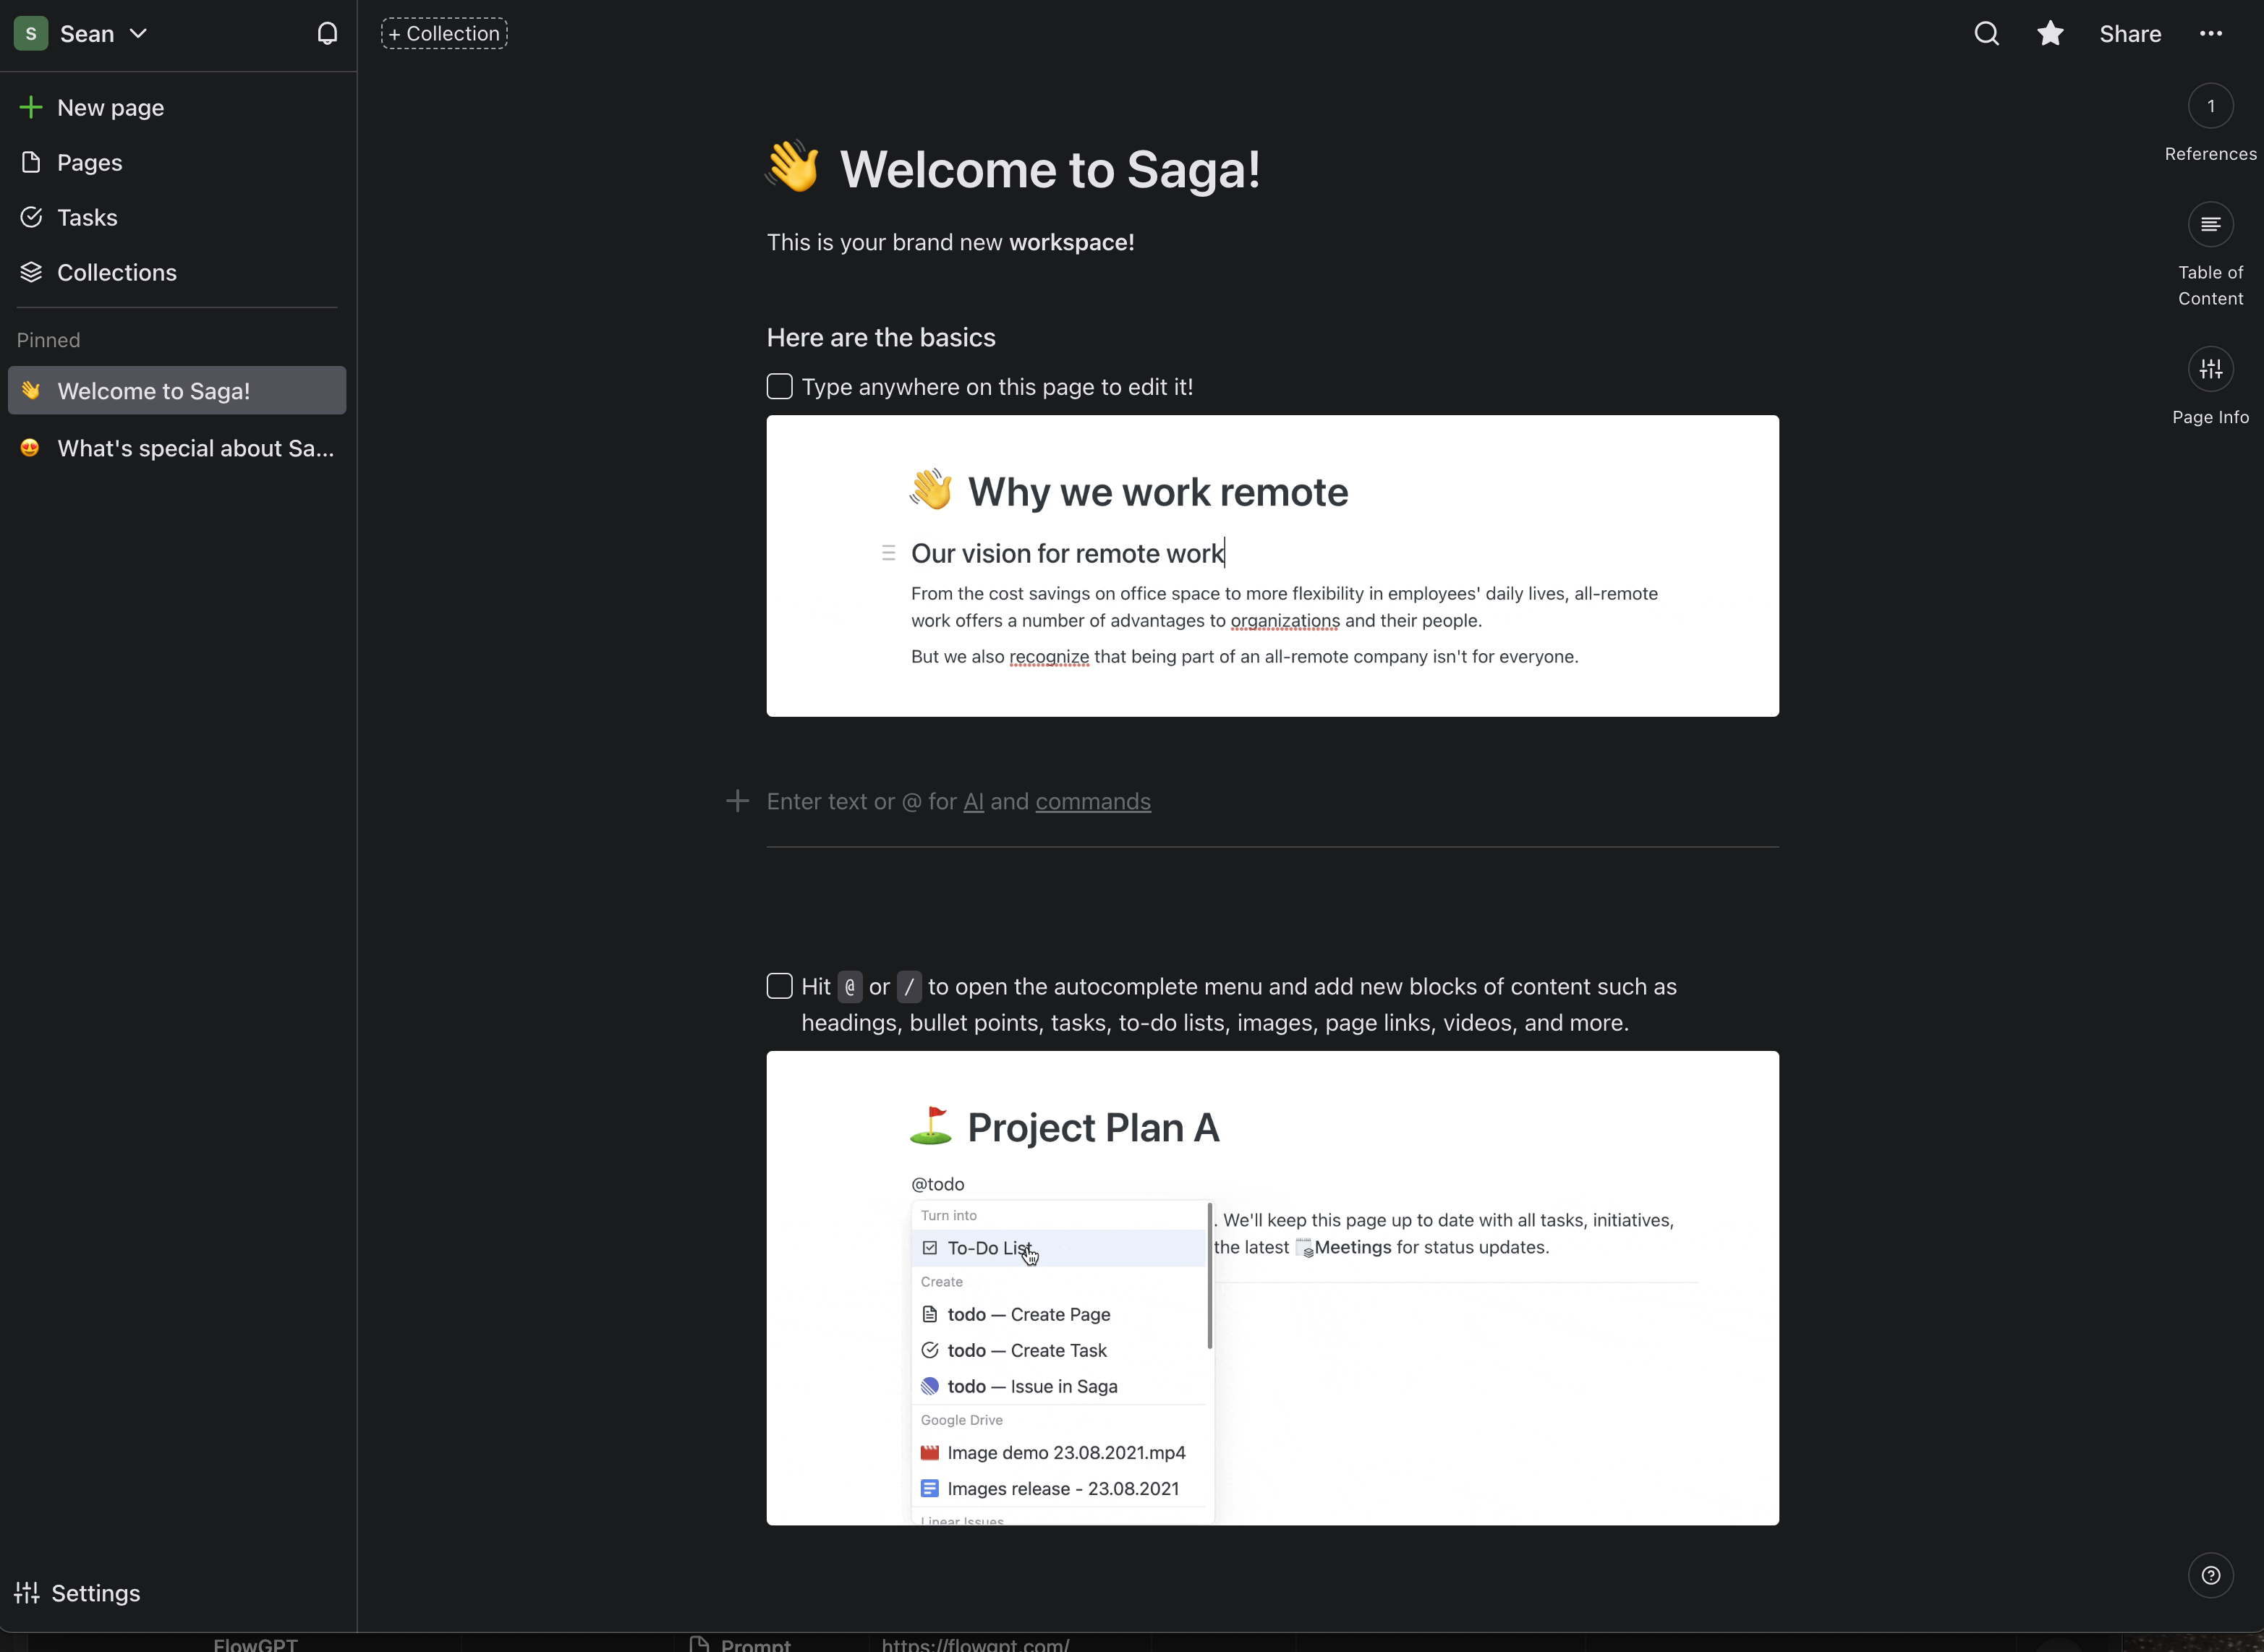 S Sean
+ Collection
Share
New page
Pages
Tasks
Collections
Pinned
Welcome to Saga!
What's special about Sa...
Settings
Welcome to Saga!
This is your brand new workspace!
Here are the basics
Type anywhere on this page to edit it!
Why we work remote
Our vision for remote work
From the cost savings on office space to more flexibility in employees' daily lives, all-remote
work offers a number of advantages to organizations and their people.
But we also recognize that being part of an all-remote company isn't for everyone.
Enter text or @ for AI and commands
Hit @ or / to open the autocomplete menu and add new blocks of content such as
headings, bullet points, tasks, to-do lists, images, page links, videos, and more.
Project Plan A
@todo
Turn into
. We'll keep this page up to date with all tasks, initiatives,
To-Do List
the latest Meetings for status updates.
Create
todo — Create Page
todo — Create Task
todo — Issue in Saga
Google Drive
Image demo 23.08.2021.mp4
Images release - 23.08.2021
Linear Issues
1
References
Table of
Content
Page Info
FlowGPT
Prompt
https://flowgpt.com/